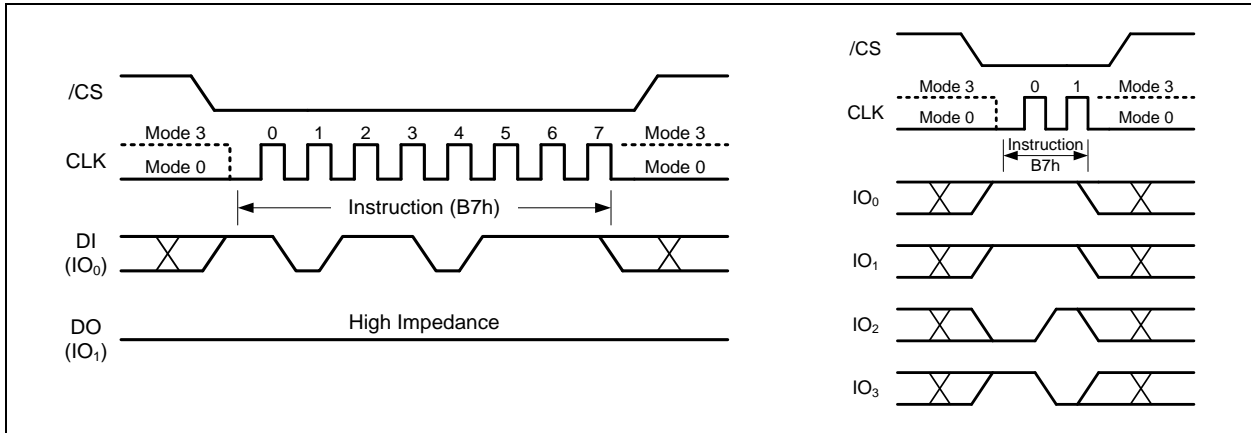 /CS
Mode 3 0 1 2 3 4 5 6 7 Mode 3
CLK
Mode 0 Mode 0
Instruction (B7h)
DI
(IO₀)
High Impedance
DO
(IO₁)
/CS
Mode 3 0 1 Mode 3
CLK
Mode 0 Mode 0
Instruction
B7h
IO₀
IO₁
IO₂
IO₃